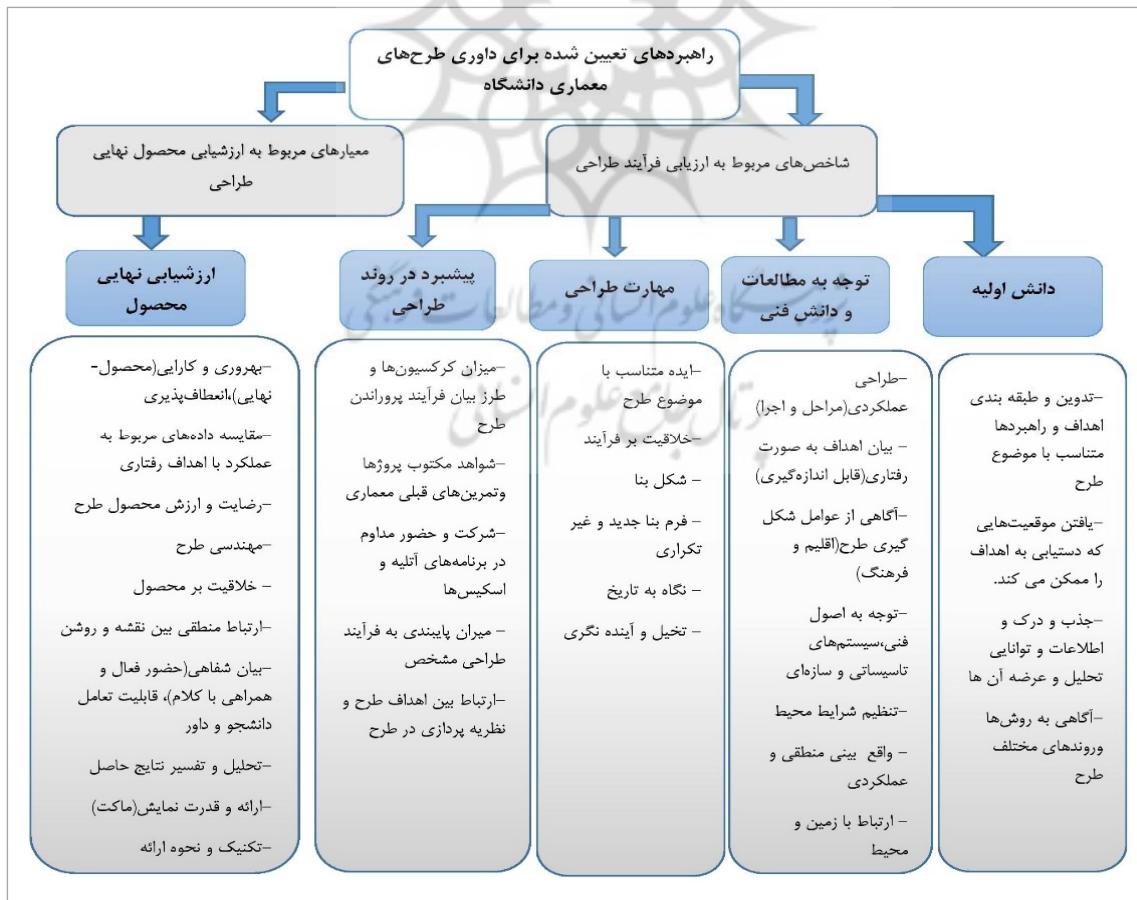 راهبردهای تعیین شده برای داوری طرح‌های
معماری دانشگاه
شاخص‌های مربوط به ارزیابی فرآیند طراحی
معیارهای مربوط به ارزشیابی محصول نهایی
طراحی
دانش اولیه
–تدوین و طبقه بندی
اهداف و راهبردها
متناسب با موضوع
طرح
–یافتن موقعیت‌هایی
که دستیابی به اهداف
را ممکن می کند.
–جذب و درک و
اطلاعات و توانایی
تحلیل و عرضه آن ها
–آگاهی به روش‌ها
وروندهای مختلف
طرح
توجه به مطالعات
و دانش فنی
–طراحی
عملکردی(مراحل و اجرا)
– بیان اهداف به صورت
رفتاری(قابل اندازه‌گیری)
–آگاهی از عوامل شکل
گیری طرح(اقلیم و
فرهنگ)
–توجه به اصول
فنی،سیستم‌های
تاسیساتی و سازه‌ای
–تنظیم شرایط محیط
– واقع بینی منطقی و
عملکردی
– ارتباط با زمین و
محیط
مهارت طراحی
–ایده متناسب با
موضوع طرح
–خلاقیت بر فرآیند
– شکل بنا
– فرم بنا جدید و غیر
تکراری
– نگاه به تاریخ
– تخیل و آینده نگری
پیشبرد در روند
طراحی
–میزان کرکسیون‌ها و
طرز بیان فرآیند پروراندن
طرح
–شواهد مکتوب پروژها
وتمرین‌های قبلی معماری
–شرکت و حضور مداوم
در برنامه‌های آتلیه و
اسکیس‌ها
– میران پایبندی به فرآیند
طراحی مشخص
–ارتباط بین اهداف طرح و
نظریه پردازی در طرح
ارزشیابی نهایی
محصول
–بهروری و کارایی(محصول-
نهایی)،انعطاف‌پذیری
–مقایسه داده‌های مربوط به
عملکرد با اهداف رفتاری
–رضایت و ارزش محصول طرح
–مهندسی طرح
– خلاقیت بر محصول
–ارتباط منطقی بین نقشه و روشن
–بیان شفاهی(حضور فعال و
همراهی با کلام)، قابلیت تعامل
دانشجو و داور
–تحلیل و تفسیر نتایج حاصل
–ارائه و قدرت نمایش(ماکت)
–تکنیک و نحوه ارائه
پژوهشگاه علوم انسانی و مطالعات فرهنگی
پرتال جامع علوم انسانی